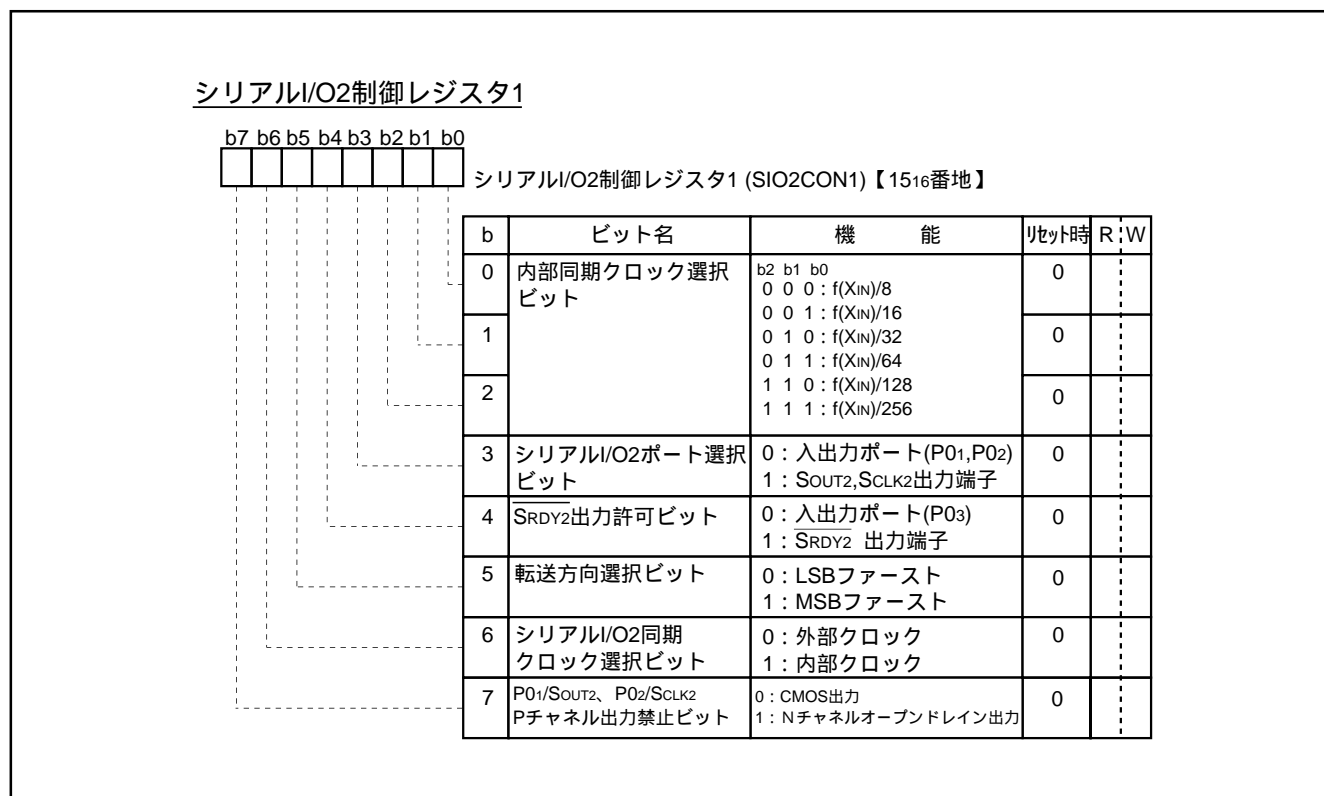 シリアルI/O2制御レジスタ1
b7 b6 b5 b4 b3 b2 b1 b0
シリアルI/O2制御レジスタ1 (SIO2CON1)【1516番地】
b ビット名 機 能 リセット時 R W
0 内部同期クロック選択 b2 b1 b0 0
ビット 0 0 0:f(XIN)/8
0 0 1:f(XIN)/16
1 0 1 0:f(XIN)/32 0
0 1 1:f(XIN)/64
2 1 1 0:f(XIN)/128 0
1 1 1:f(XIN)/256
3 シリアルI/O2ポート選択 0:入出力ポート(P01,P02) 0
ビット 1:SOUT2,SCLK2出力端子
4 SRDY2出力許可ビット 0:入出力ポート(P03) 0
1:SRDY2 出力端子
5 転送方向選択ビット 0:LSBファースト 0
1:MSBファースト
6 シリアルI/O2同期 0:外部クロック 0
クロック選択ビット 1:内部クロック
7 P01/SOUT2、P02/SCLK2 0:CMOS出力 0
Pチャネル出力禁止ビット 1:Nチャネルオープンドレイン出力